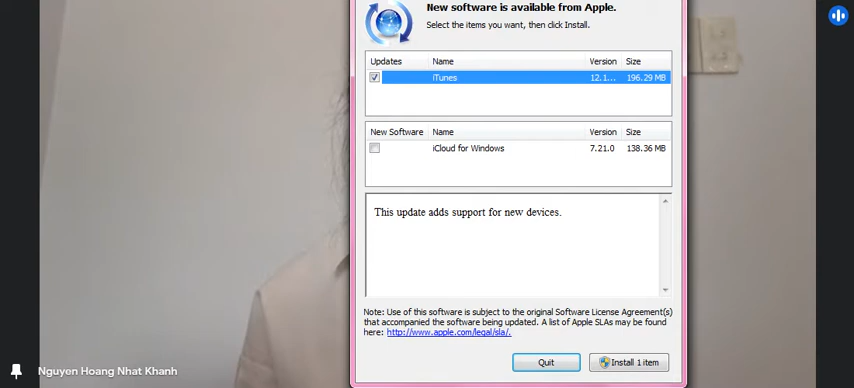 New software is available from Apple.
Select the items you want, then click Install.
Updates Name Version Size
iTunes 12.1... 196.29 MB
New Software Name Version Size
iCloud for Windows 7.21.0 138.36 MB
This update adds support for new devices.
Note: Use of this software is subject to the original Software License Agreement(s)
that accompanied the software being updated. A list of Apple SLAs may be found
here: http://www.apple.com/legal/sla/.
Quit Install 1 item
Nguyen Hoang Nhat Khanh